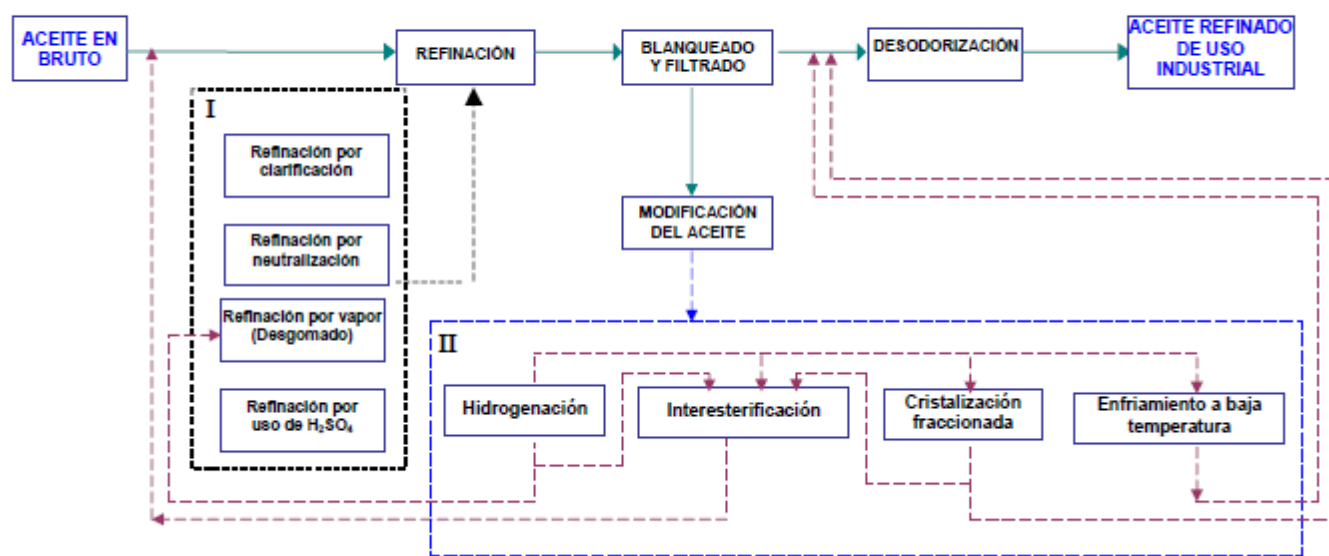 ACEITE EN
BRUTO
REFINACIÓN
BLANQUEADO
Y FILTRADO
DESODORIZACIÓN
ACEITE REFINADO
DE USO
INDUSTRIAL
I
Refinación por
clarificación
Refinación por
neutralización
Refinación por vapor
(Desgomado)
Refinación por
uso de H₂SO₄
MODIFICACIÓN
DEL ACEITE
II
Hidrogenación
Interesterificación
Cristalización
fraccionada
Enfriamiento a baja
temperatura